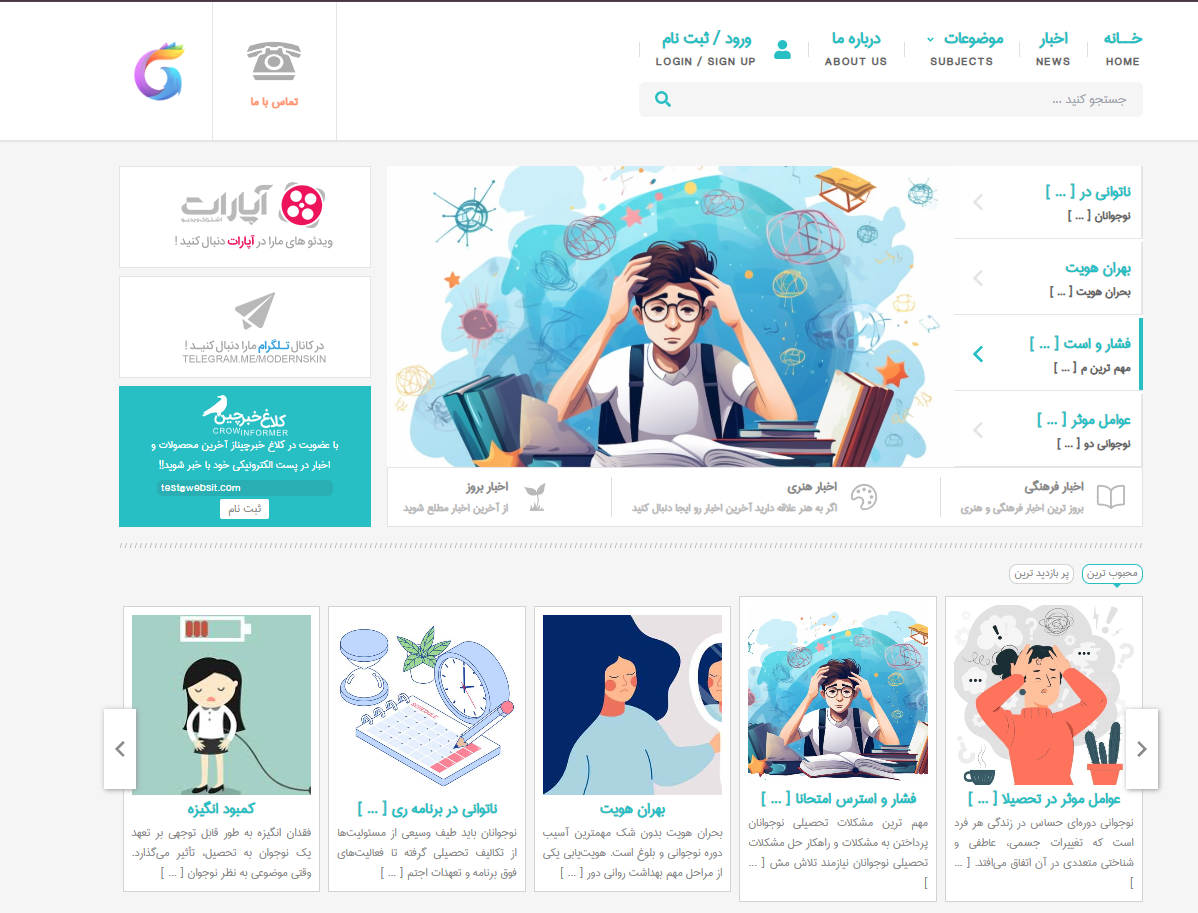 خــانه
HOME
اخبار
NEWS
موضوعات
SUBJECTS
درباره ما
ABOUT US
ورود / ثبت نام
LOGIN / SIGN UP
جستجو کنید ...
تماس با ما
ناتوانی در [ ... ]
نوجوانان [ ... ]
بهران هویت
بحران هویت [ ... ]
فشار و است [ ... ]
مهم ترین م [ ... ]
عوامل موثر [ ... ]
نوجوانی دو [ ... ]
اخبار فرهنگی
بروز ترین اخبار فرهنگی و هنری
اخبار هنری
اگر به هنر علاقه دارید آخرین اخبار رو ایجا دنبال کنید
اخبار بروز
از آخرین اخبار مطلع شوید
آپارات
اشتراک ویدیو
ویدئو های مارا در آپارات دنبال کنید !
در کانال تـلگرام مارا دنبال کنیـد !
TELEGRAM.ME/MODERNSKIN
کلاغ خبرچین
CROWINFORMER
با عضویت در کلاغ خبرچیناز آخرین محصولات و
اخبار در پست الکترونیکی خود با خبر شوید!!
test@websit.com
ثبت نام
محبوب ترین
پر بازدید ترین
عوامل موثر در تحصیلا [ ... ]
نوجوانی دوره‌ای حساس در زندگی هر فرد
است که تغییرات جسمی، عاطفی و
شناختی متعددی در آن اتفاق می‌افتد. [ ...
]
فشار و استرس امتحانا [ ... ]
مهم ترین مشکلات تحصیلی نوجوانان
پرداختن به مشکلات و راهکار حل مشکلات
تحصیلی نوجوانان نیازمند تلاش مش [ ...
]
بهران هویت
بحران هویت بدون شک مهمترین آسیب
دوره نوجوانی و بلوغ است. هویت‌یابی یکی
از مراحل مهم بهداشت روانی دور [ ... ]
SCHEDULE
ناتوانی در برنامه ری [ ... ]
نوجوانان باید طیف وسیعی از مسئولیت‌ها
از تکالیف تحصیلی گرفته تا فعالیت‌های
فوق برنامه و تعهدات اجتم [ ... ]
کمبود انگیزه
فقدان انگیزه به طور قابل توجهی بر تعهد
یک نوجوان به تحصیل، تأثیر می‌گذارد.
وقتی موضوعی به نظر نوجوان [ ... ]